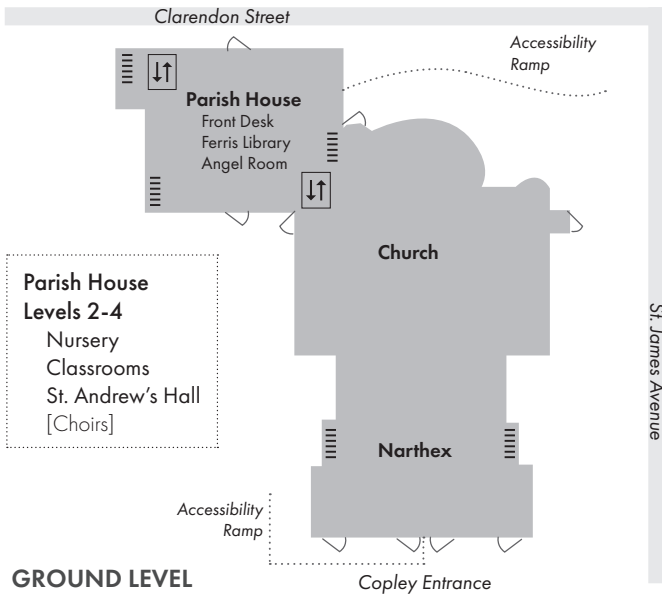 Clarendon Street
Accessibility
Ramp
Parish House
Front Desk
Ferris Library
Angel Room
Church
Parish House
Levels 2-4
Nursery
Classrooms
St. Andrew’s Hall
[Choirs]
St. James Avenue
Narthex
Accessibility
Ramp
GROUND LEVEL
Copley Entrance